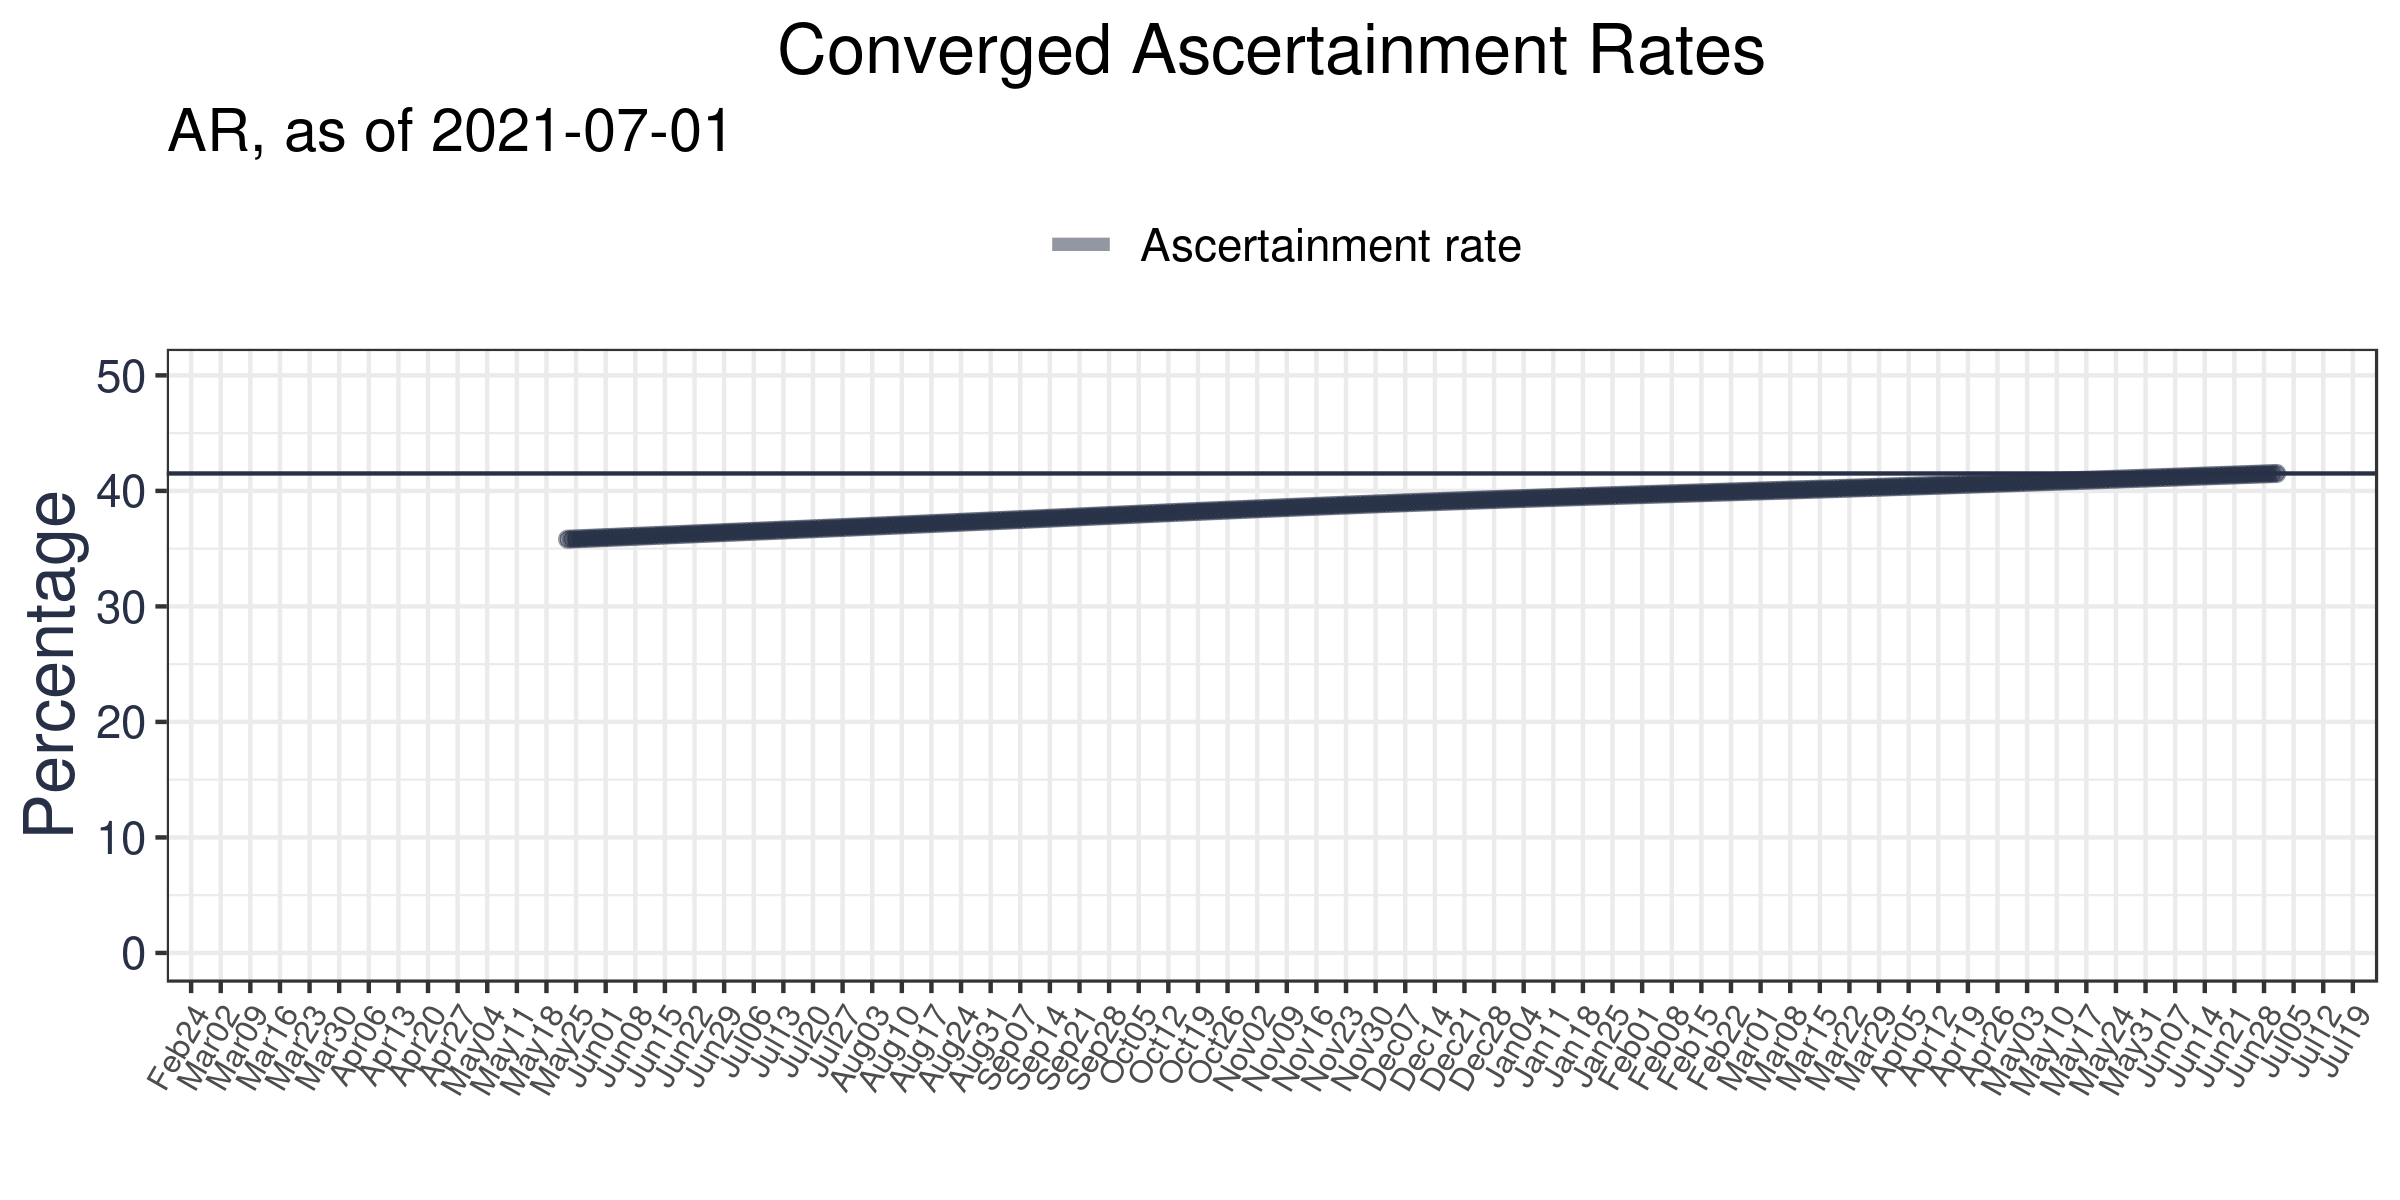 Converged Ascertainment Rates
AR, as of 2021-07-01
Ascertainment rate
Percentage
50
40
30
20
10
0
Feb24
Mar02
Mar09
Mar16
Mar23
Mar30
Apr06
Apr13
Apr20
Apr27
May04
May11
May18
May25
Jun01
Jun08
Jun15
Jun22
Jun29
Jul06
Jul13
Jul20
Jul27
Aug03
Aug10
Aug17
Aug24
Aug31
Sep07
Sep14
Sep21
Sep28
Oct05
Oct12
Oct19
Oct26
Nov02
Nov09
Nov16
Nov23
Nov30
Dec07
Dec14
Dec21
Dec28
Jan04
Jan11
Jan18
Jan25
Feb01
Feb08
Feb15
Feb22
Mar01
Mar08
Mar15
Mar22
Mar29
Apr05
Apr12
Apr19
Apr26
May03
May10
May17
May24
May31
Jun07
Jun14
Jun21
Jun28
Jul05
Jul12
Jul19